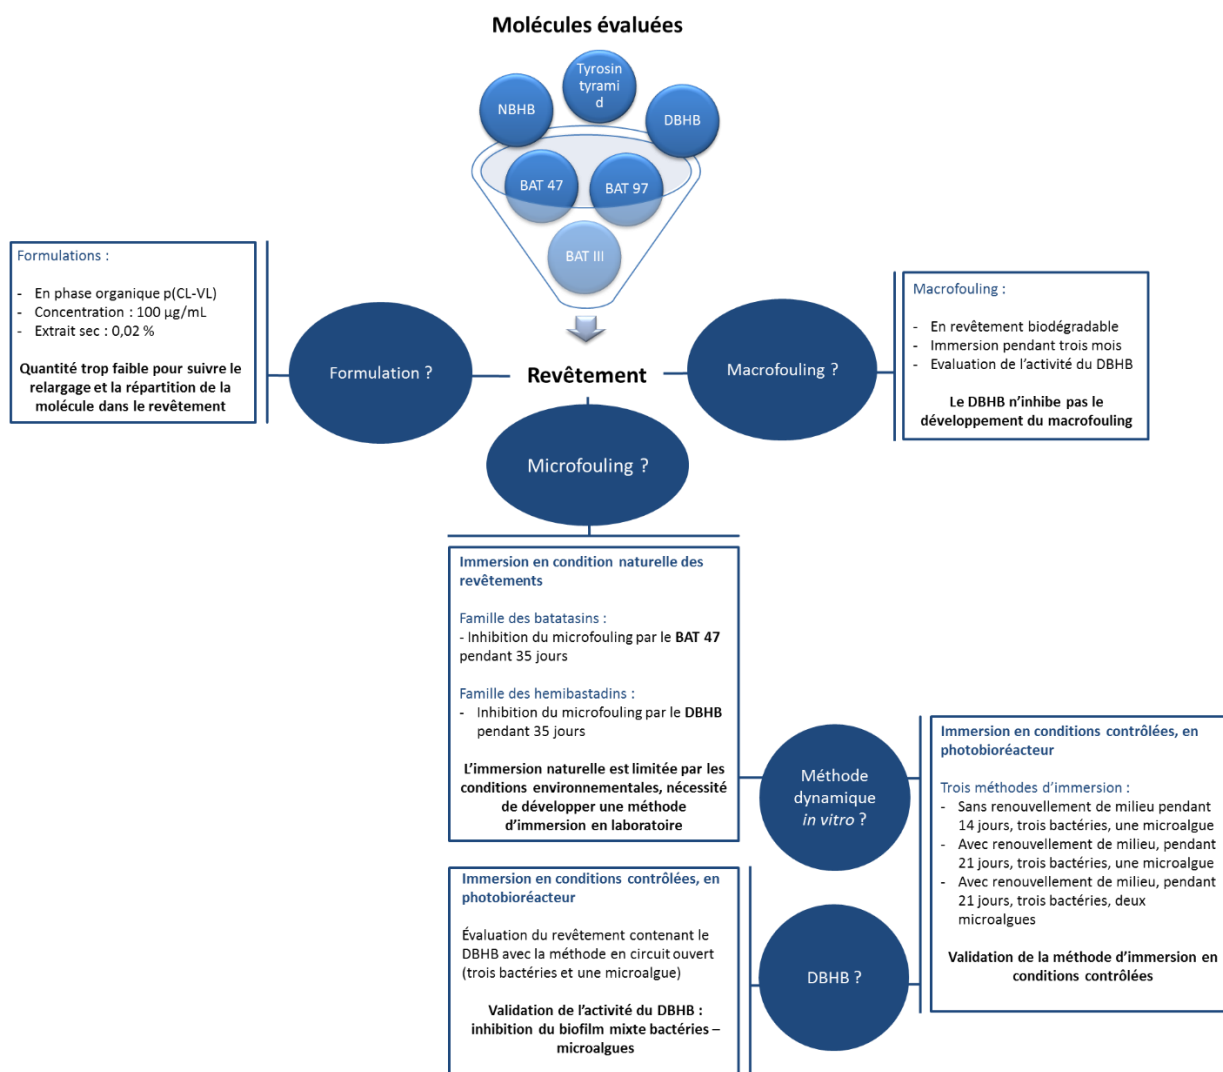 Molécules évaluées
Tyrosin
tyrami
d
NBHB
DBHB
BAT 47
BAT 97
BAT III
Formulations :
- En phase organique p(CL-VL)
- Concentration : 100 µg/mL
- Extrait sec : 0,02 %
Quantité trop faible pour suivre le
relargage et la répartition de la
molécule dans le revêtement
Formulation ?
Revêtement
Macrofouling ?
Macrofouling :
- En revêtement biodégradable
- Immersion pendant trois mois
- Evaluation de l’activité du DBHB
Le DBHB n’inhibe pas le
développement du macrofouling
Microfouling ?
Immersion en condition naturelle des
revêtements
Famille des batatasins :
- Inhibition du microfouling par le BAT 47
pendant 35 jours
Famille des hemibastadins :
- Inhibition du microfouling par le DBHB
pendant 35 jours
L’immersion naturelle est limitée par les
conditions environnementales, nécessité
de développer une méthode
d’immersion en laboratoire
Méthode
dynamique
in vitro ?
Immersion en conditions contrôlées, en
photobioréacteur
Trois méthodes d’immersion :
- Sans renouvellement de milieu pendant
14 jours, trois bactéries, une microalgue
- Avec renouvellement de milieu, pendant
21 jours, trois bactéries, une microalgue
- Avec renouvellement de milieu, pendant
21 jours, trois bactéries, deux
microalgues
Validation de la méthode d’immersion en
conditions contrôlées
DBHB ?
Immersion en conditions contrôlées, en
photobioréacteur
Évaluation du revêtement contenant le
DBHB avec la méthode en circuit ouvert
(trois bactéries et une microalgue)
Validation de l’activité du DBHB :
inhibition du biofilm mixte bactéries –
microalgues